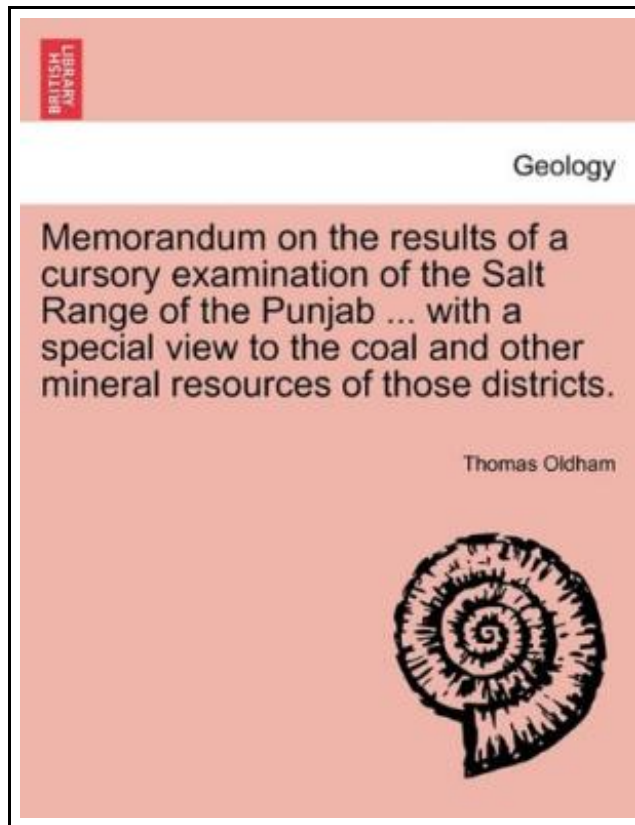 BRITISH
LIBRARY
Geology
Memorandum on the results of a
cursory examination of the Salt
Range of the Punjab ... with a
special view to the coal and other
mineral resources of those districts.
Thomas Oldham